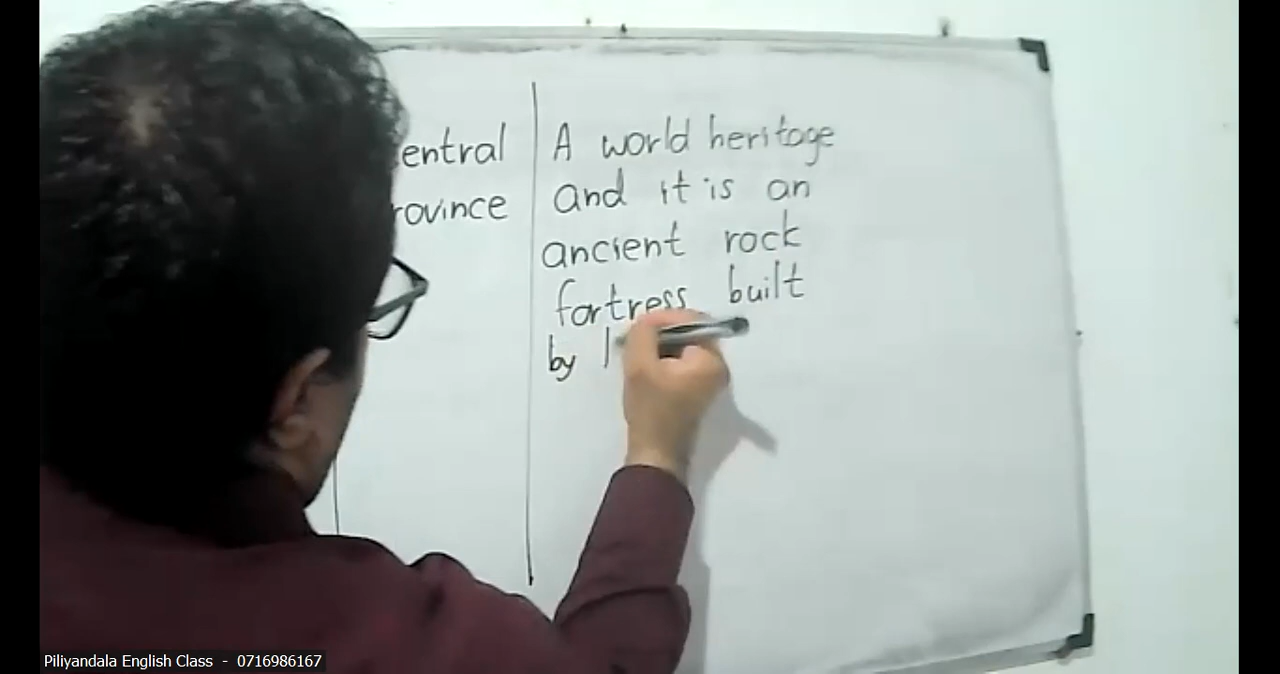 entral
rovince
A world heritage
and it is an
ancient rock
fortress built
by
Piliyandala English Class - 0716986167